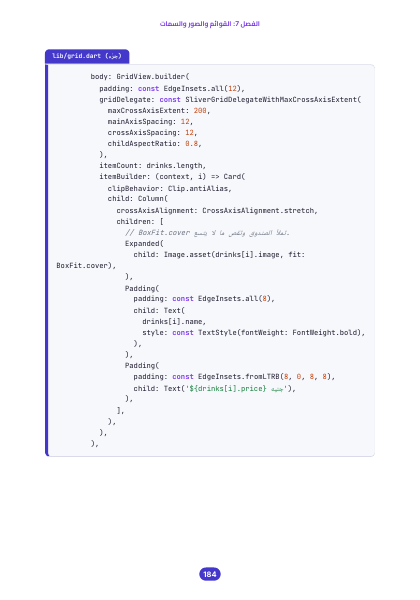 الفصل 7: القوائم والصور والسمات
lib/grid.dart (جزء)
body: GridView.builder(
padding: const EdgeInsets.all(12),
gridDelegate: const SliverGridDelegateWithMaxCrossAxisExtent(
maxCrossAxisExtent: 200,
mainAxisSpacing: 12,
crossAxisSpacing: 12,
childAspectRatio: 0.8,
),
itemCount: drinks.length,
itemBuilder: (context, i) => Card(
clipBehavior: Clip.antiAlias,
child: Column(
crossAxisAlignment: CrossAxisAlignment.stretch,
children: [
// BoxFit.cover تملأ الصندوق وتقص ما لا يتسع.
Expanded(
child: Image.asset(drinks[i].image, fit:
BoxFit.cover),
),
Padding(
padding: const EdgeInsets.all(8),
child: Text(
drinks[i].name,
style: const TextStyle(fontWeight: FontWeight.bold),
),
),
Padding(
padding: const EdgeInsets.fromLTRB(8, 0, 8, 8),
child: Text('${drinks[i].price} جنيه'),
),
],
),
),
),
184